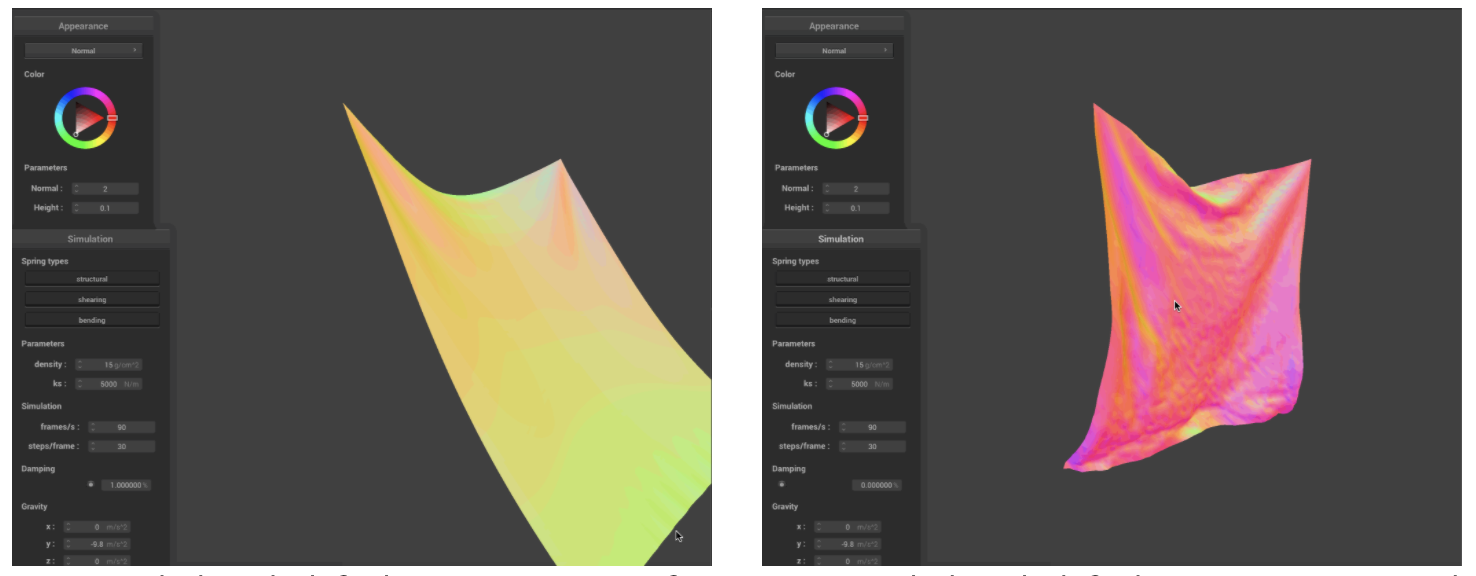 Appearance
Normal
Color
Parameters
Normal : 2
Height : 0.1
Simulation
Spring types
structural
shearing
bending
Parameters
density : 15 g/cm^2
ks : 5000 N/m
Simulation
frames/s : 90
steps/frame : 30
Damping
1.000000 %
Gravity
x : 0 m/s^2
y : -9.8 m/s^2
z : 0 m/s^2
Appearance
Normal
Color
Parameters
Normal : 2
Height : 0.1
Simulation
Spring types
structural
shearing
bending
Parameters
density : 15 g/cm^2
ks : 5000 N/m
Simulation
frames/s : 90
steps/frame : 30
Damping
0.000000 %
Gravity
x : 0 m/s^2
y : -9.8 m/s^2
z : 0 m/s^2